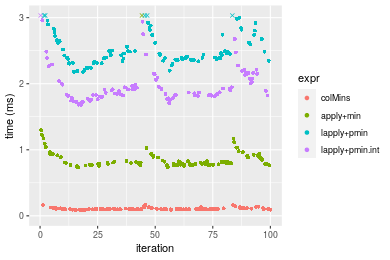 3
2
1
0
time (ms)
0
25
50
75
100
iteration
expr
colMins
apply+min
lapply+pmin
lapply+pmin.int